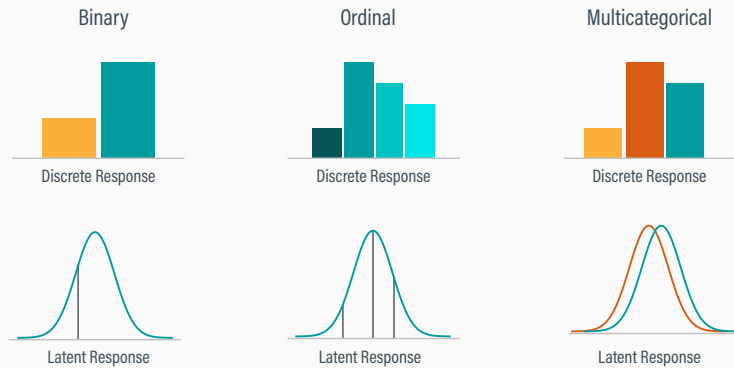 Binary
Ordinal
Multicategorical
Discrete Response
Discrete Response
Discrete Response
Latent Response
Latent Response
Latent Response